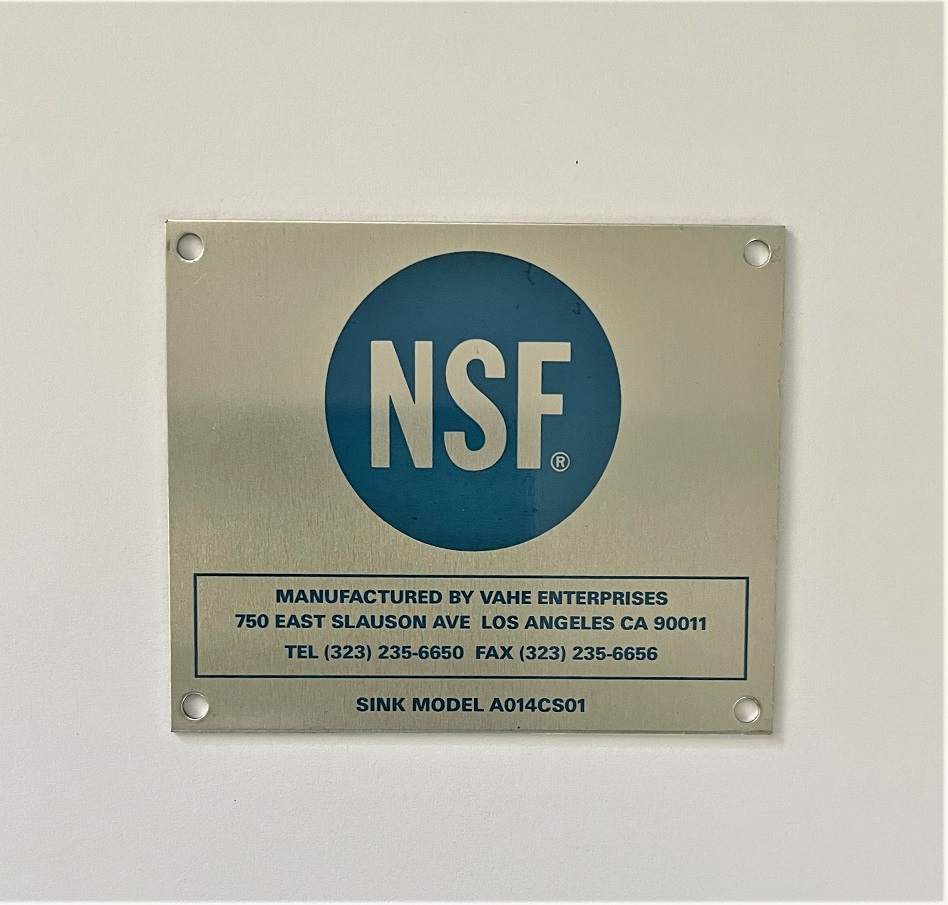 NSF®
MANUFACTURED BY VAHE ENTERPRISES
750 EAST SLAUSON AVE LOS ANGELES CA 90011
TEL (323) 235-6650 FAX (323) 235-6656
SINK MODEL A014CS01